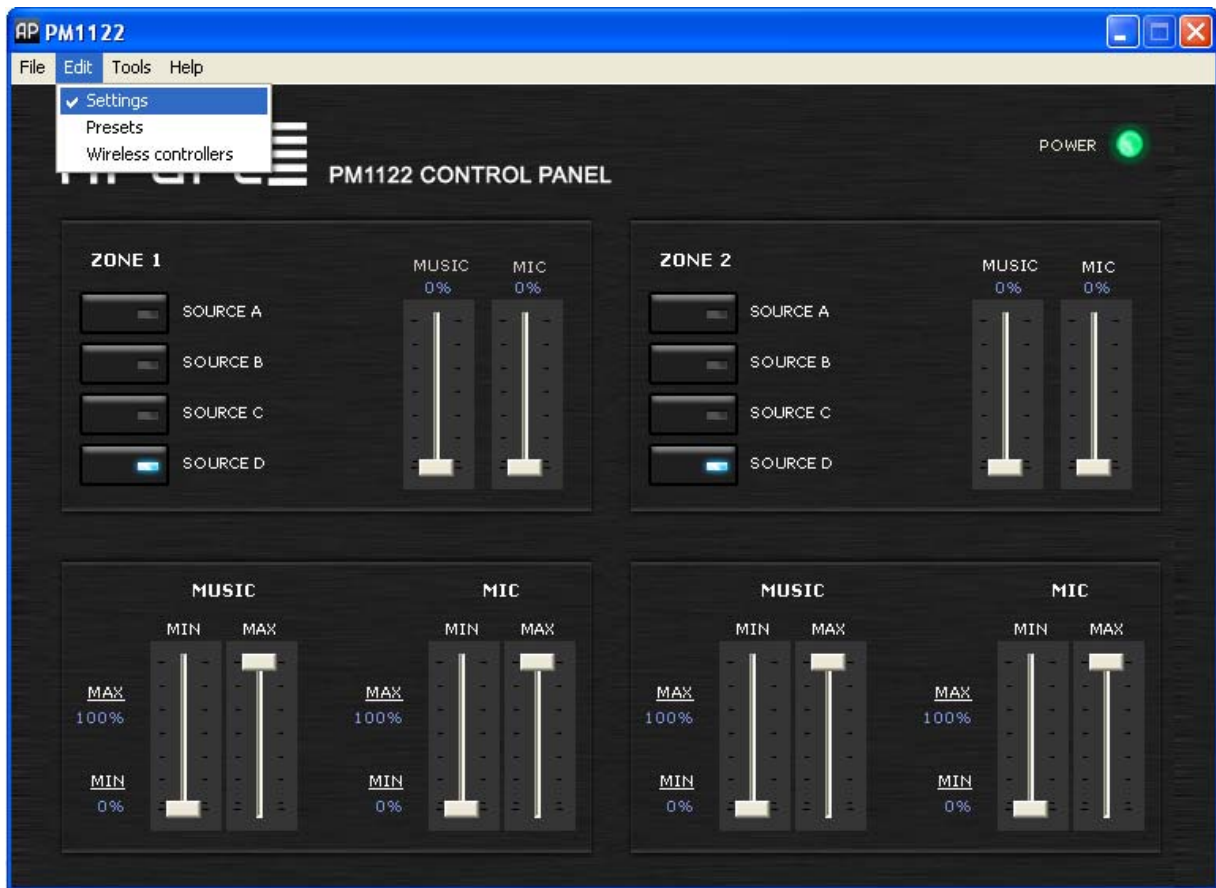 AP PM1122
File Edit Tools Help
Settings
Presets
Wireless controllers
POWER
PM1122 CONTROL PANEL
ZONE 1
MUSIC MIC
0% 0%
SOURCE A
SOURCE B
SOURCE C
SOURCE D
ZONE 2
MUSIC MIC
0% 0%
SOURCE A
SOURCE B
SOURCE C
SOURCE D
MUSIC MIC
MIN MAX MIN MAX
MAX MAX
100% 100%
MIN MIN
0% 0%
MUSIC MIC
MIN MAX MIN MAX
MAX MAX
100% 100%
MIN MIN
0% 0%